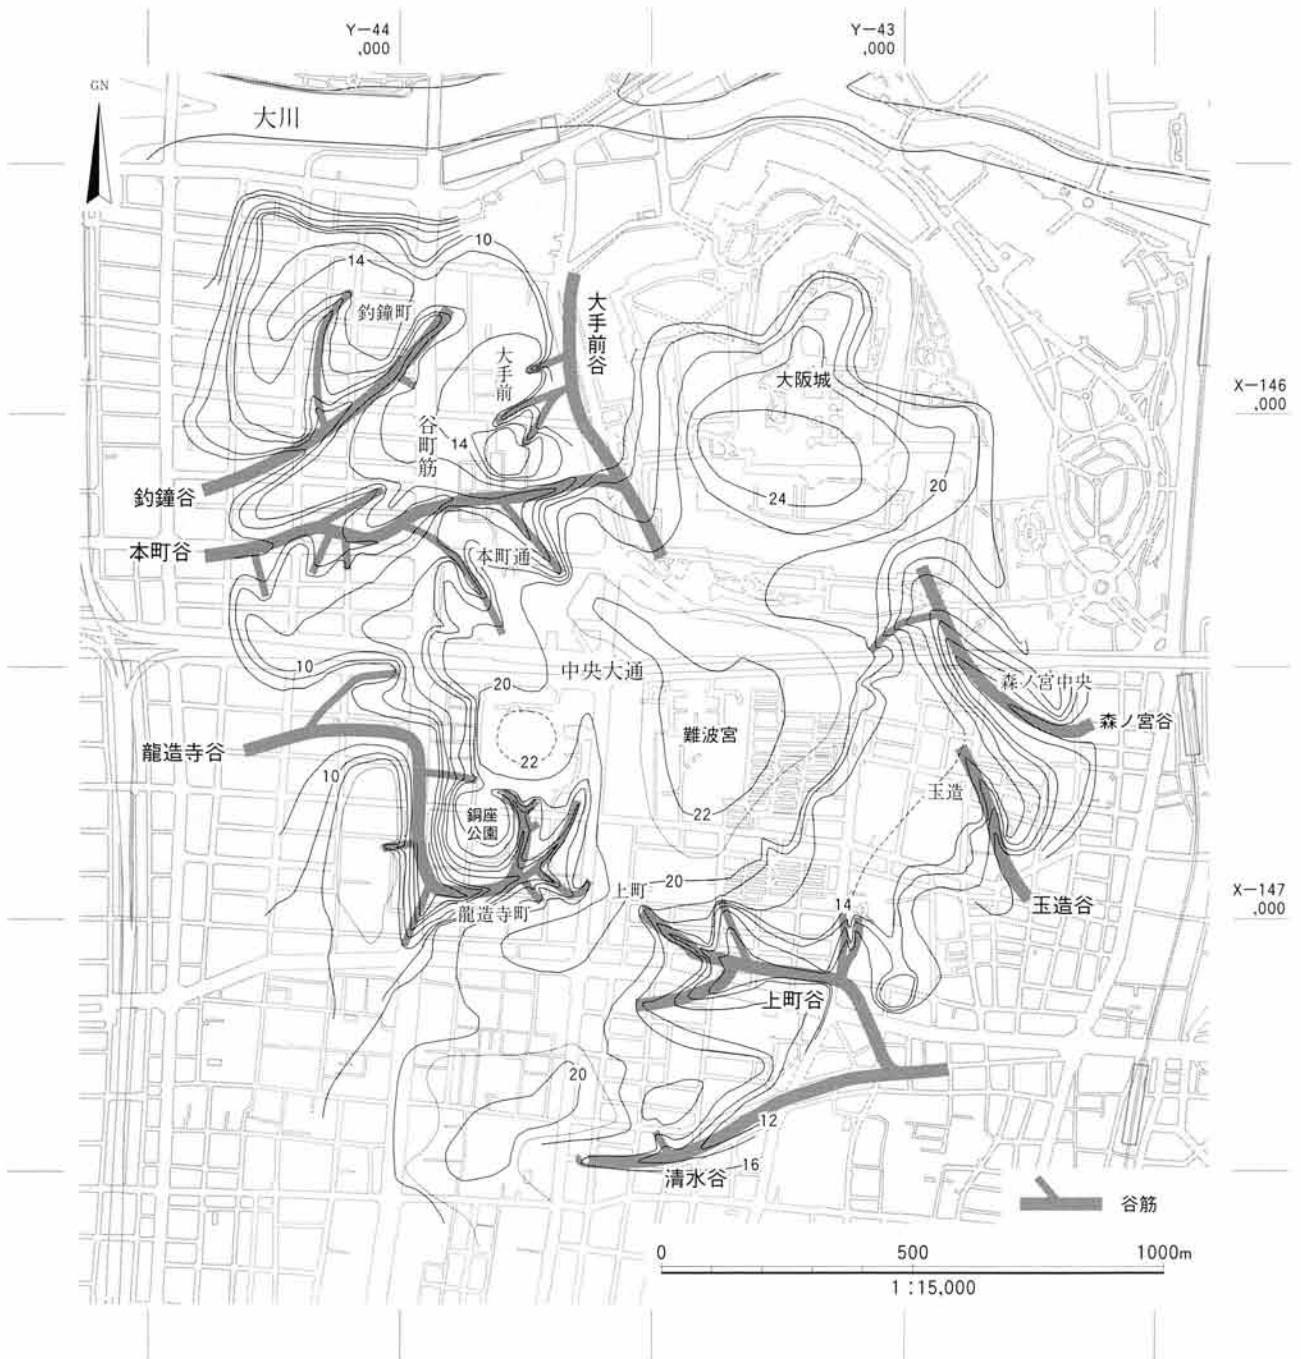 Y－44
,000
Y－43
,000
GN
大川
10
14
釣鐘町
大手前谷
大手前
大阪城
X－146
,000
谷町筋
14
24
20
釣鐘谷
本町谷
本町通
10
中央大通
20
森ノ宮中央
森ノ宮谷
難波宮
龍造寺谷
10
22
玉造
銅座
公園
22
上町
20
14
玉造谷
X－147
,000
龍造寺町
上町谷
20
12
16
清水谷
谷筋
0
500
1000m
1：15,000